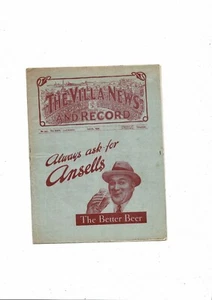 THE VILLA NEWS
AND RECORD
Always ask for
Ansells
The Better Beer